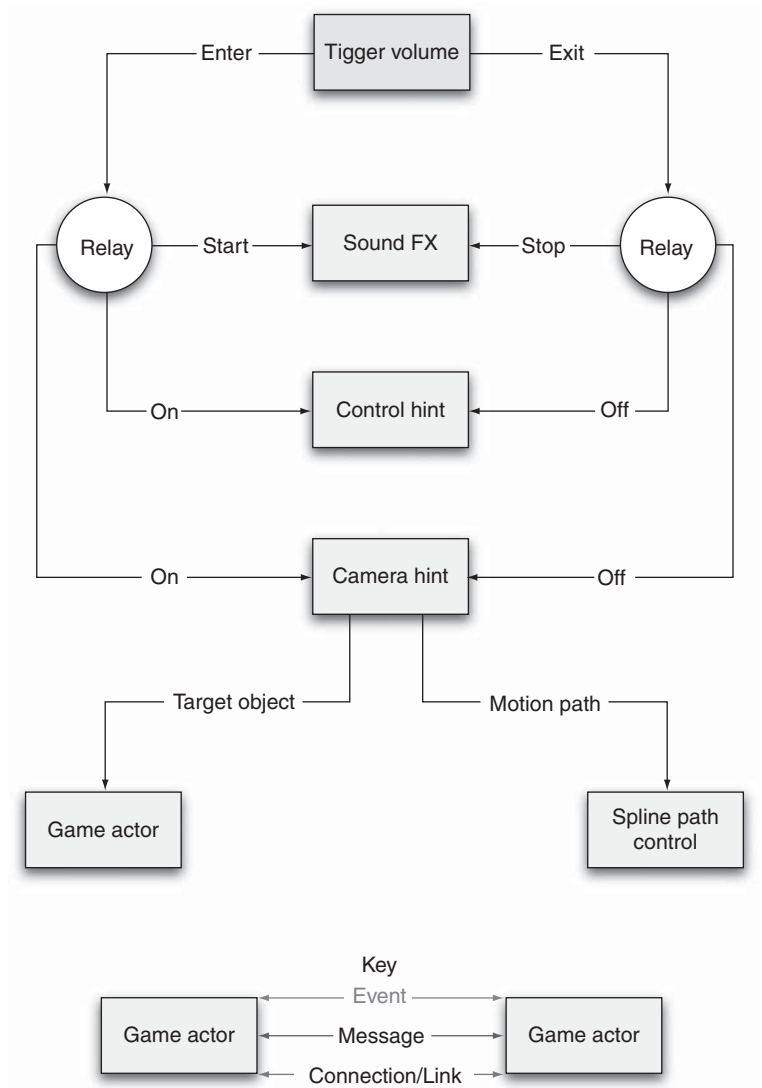 Enter
Tigger volume
Exit
Relay
Start
Sound FX
Stop
Relay
On
Control hint
Off
On
Camera hint
Off
Target object
Motion path
Game actor
Spline path
control
Key
Event
Game actor
Message
Game actor
Connection/Link